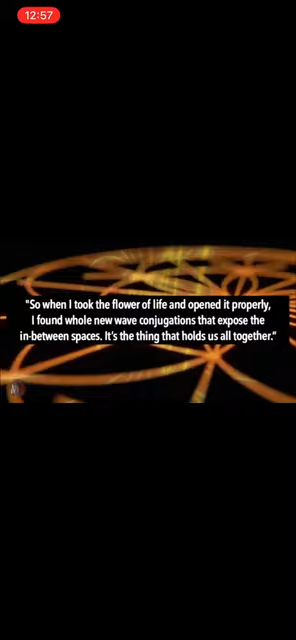 12:57
"So when I took the flower of life and opened it properly,
I found whole new wave conjugations that expose the
in-between spaces. It's the thing that holds us all together."